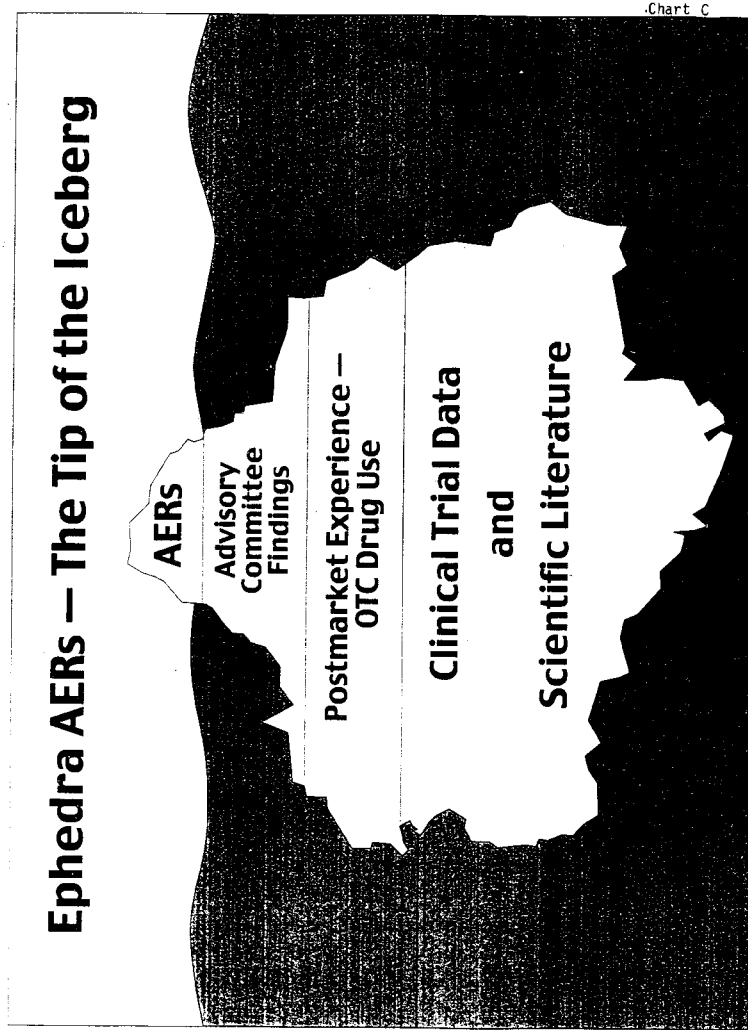 .Chart C
Ephedra AERs — The Tip of the Iceberg
AERs
Advisory
Committee
Findings
Postmarket Experience —
OTC Drug Use
Clinical Trial Data
and
Scientific Literature